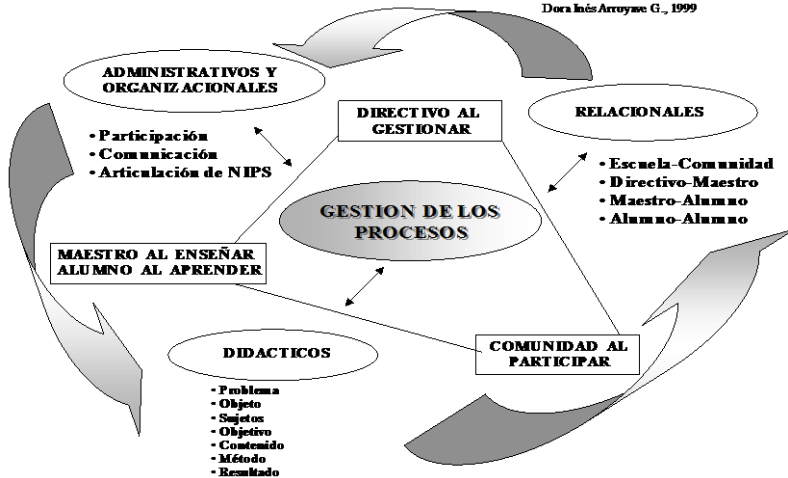 Dora Inés Arroyave G., 1999
ADMINISTRATIVOS Y
ORGANIZACIONALES
• Participación
• Comunicación
• Articulación de NIPS
DIRECTIVO AL
GESTIONAR
RELACIONALES
• Escuela-Comunidad
• Directivo-Maestro
• Maestro-Alumno
• Alumno-Alumno
GESTION DE LOS
PROCESOS
MAESTRO AL ENSEÑAR
ALUMNO AL APRENDER
COMUNIDAD AL
PARTICIPAR
DIDACTICOS
• Problema
• Objeto
• Sujetos
• Objetivo
• Contenido
• Método
• Resultado